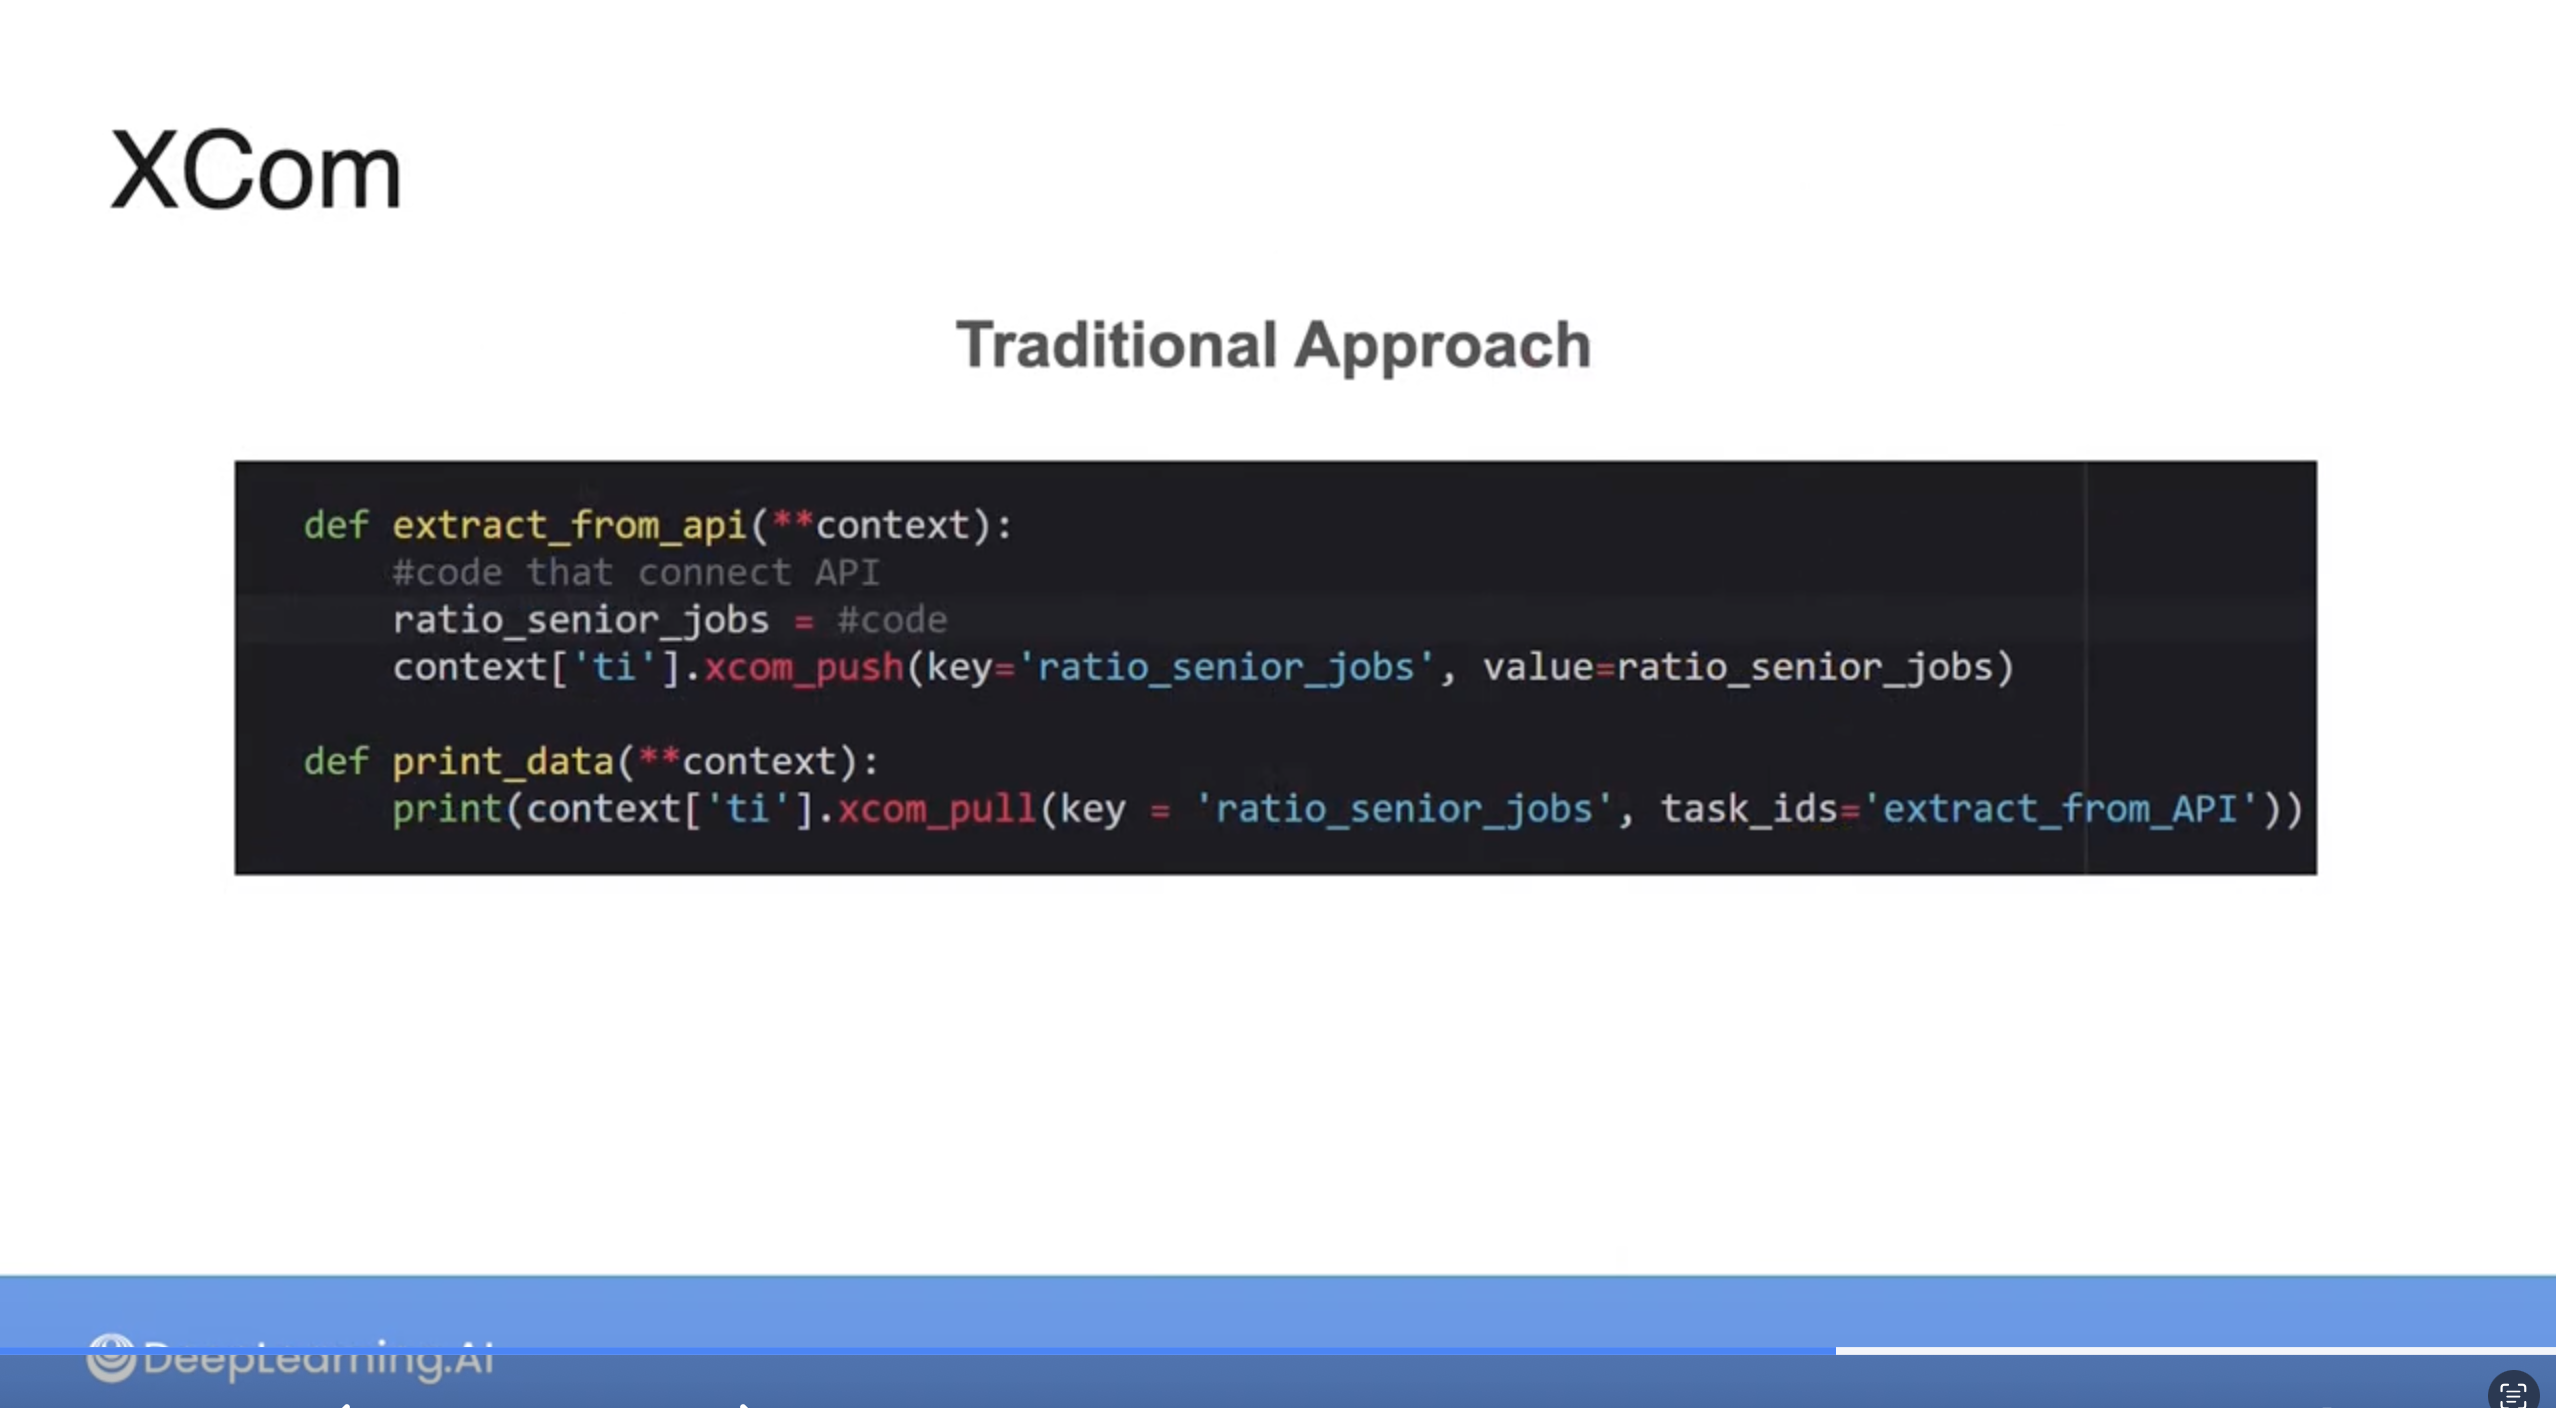 XCom
Traditional Approach
def extract_from_api(**context):
    #code that connect API
    ratio_senior_jobs = #code
    context['ti'].xcom_push(key='ratio_senior_jobs', value=ratio_senior_jobs)
def print_data(**context):
    print(context['ti'].xcom_pull(key = 'ratio_senior_jobs', task_ids='extract_from_API'))
DeepLearning.AI